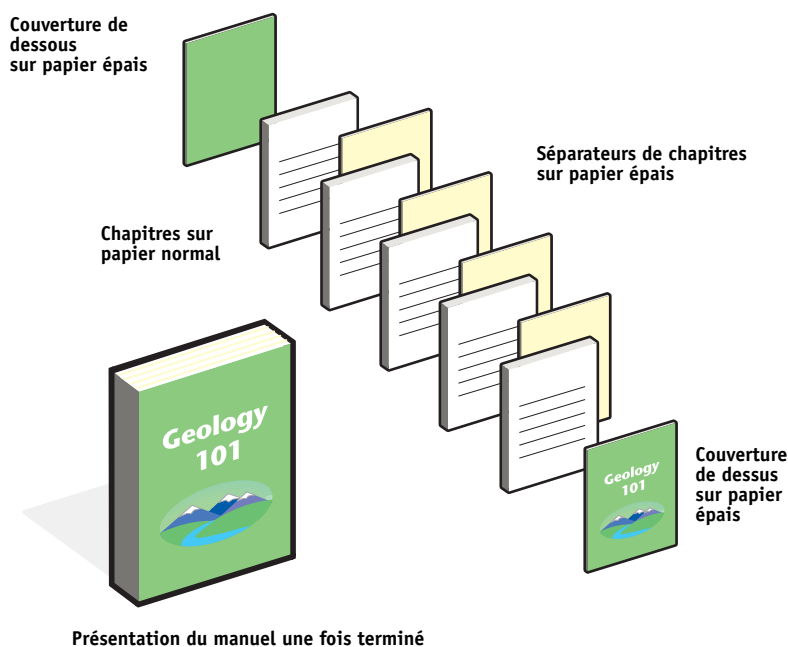 Couverture de
dessous
sur papier épais
Séparateurs de chapitres
sur papier épais
Chapitres sur
papier normal
Geology
101
Geology
101
Couverture
de dessus
sur papier
épais
Présentation du manuel une fois terminé